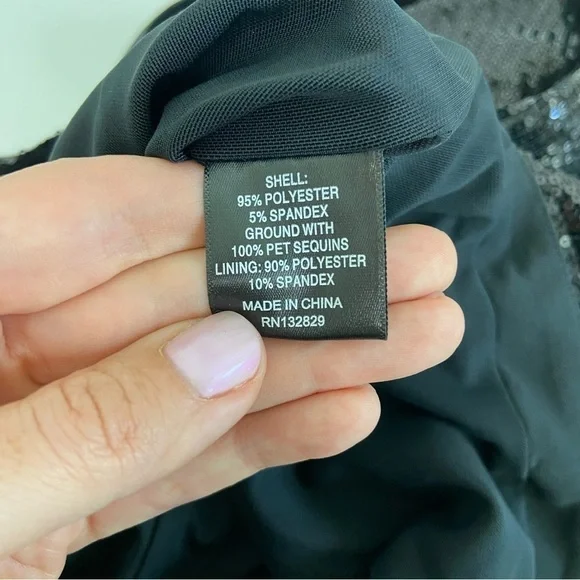 SHELL:
95% POLYESTER
5% SPANDEX
GROUND WITH
100% PET SEQUINS
LINING: 90% POLYESTER
10% SPANDEX
MADE IN CHINA
RN132829